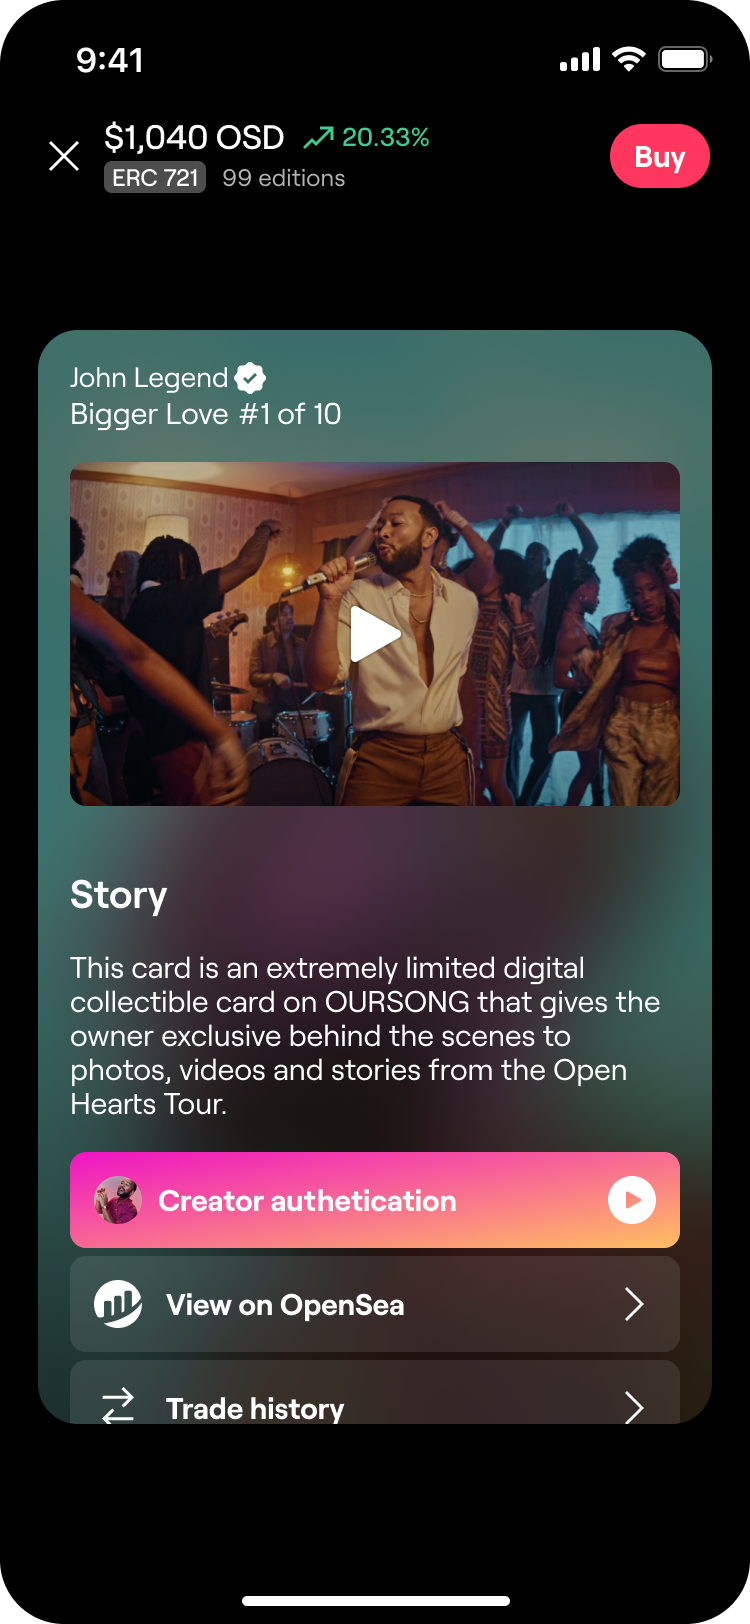 9:41
$1,040 OSD 20.33%
Buy
ERC 721 99 editions
John Legend
Bigger Love #1 of 10
Story
This card is an extremely limited digital
collectible card on OURSONG that gives the
owner exclusive behind the scenes to
photos, videos and stories from the Open
Hearts Tour.
Creator authetication
View on OpenSea
Trade history